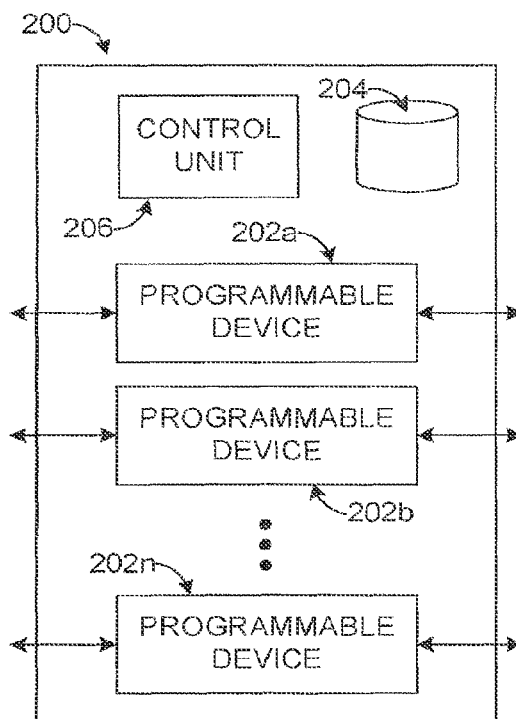 200
204
CONTROL
UNIT
206
202a
PROGRAMMABLE
DEVICE
PROGRAMMABLE
DEVICE
202b
202n
PROGRAMMABLE
DEVICE